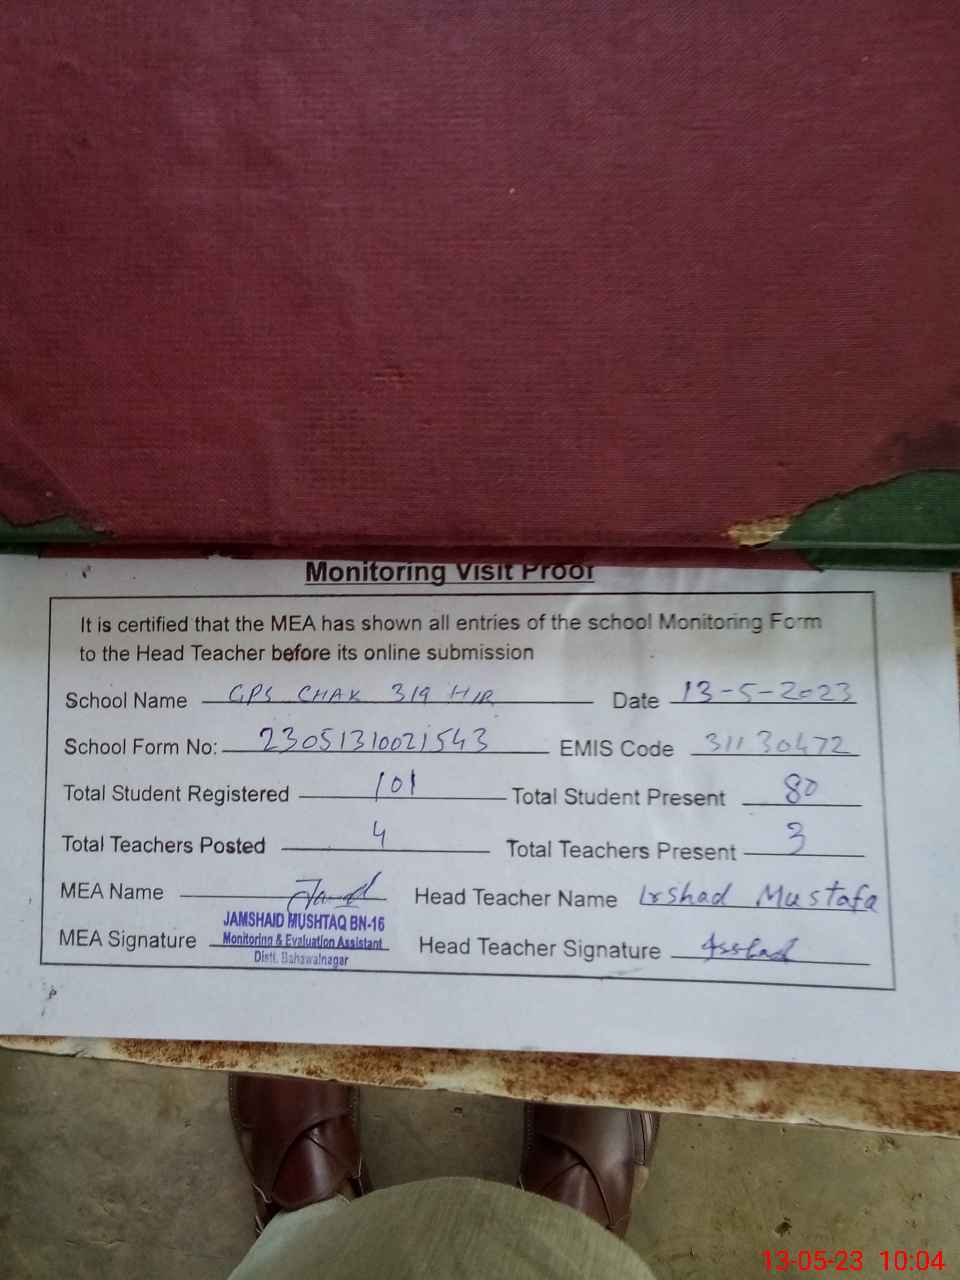 Monitoring Visit Proof
It is certified that the MEA has shown all entries of the school Monitoring Form
to the Head Teacher before its online submission
School Name GPS CHAK 319 HR Date 13-5-2023
School Form No: 23051310021543 EMIS Code 31130472
Total Student Registered 101 Total Student Present 80
Total Teachers Posted 4 Total Teachers Present 3
MEA Name Head Teacher Name Irshad Mustafa
JAMSHAID MUSHTAQ BN-16
MEA Signature Monitoring & Evaluation Assistant Head Teacher Signature
Distt. Bahawalnagar
13-05-23 10:04